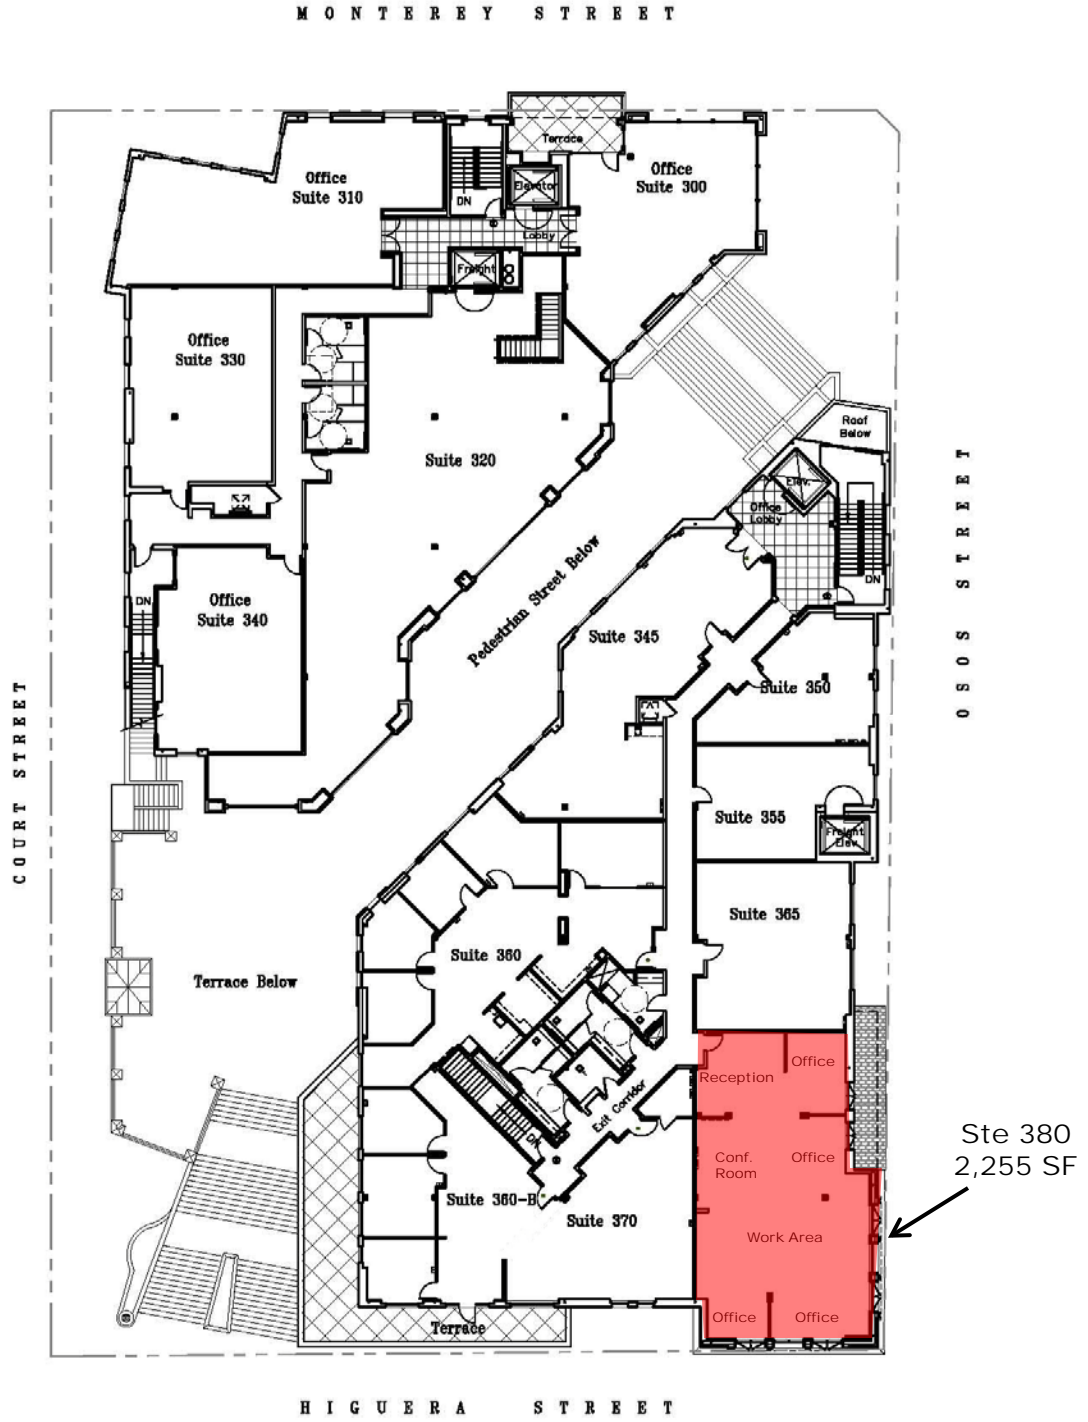 MONTEREY STREET
Terrace
Office
Suite 310
Office
Suite 300
Elevator
DN
Lobby
Freight
Office
Suite 330
Roof
Below
Suite 320
Elev.
Office
Lobby
OSOS STREET
Pedestrian Street Below
DN
DN
Office
Suite 340
Suite 345
Suite 350
COURT STREET
Suite 355
Freight
Elev.
Suite 365
Suite 360
Terrace Below
Office
Reception
Exit Corridor
DN
Ste 380
2,255 SF
Conf.
Room
Office
Suite 360-B
Suite 370
Work Area
Office
Office
Terrace
HIGUERA STREET